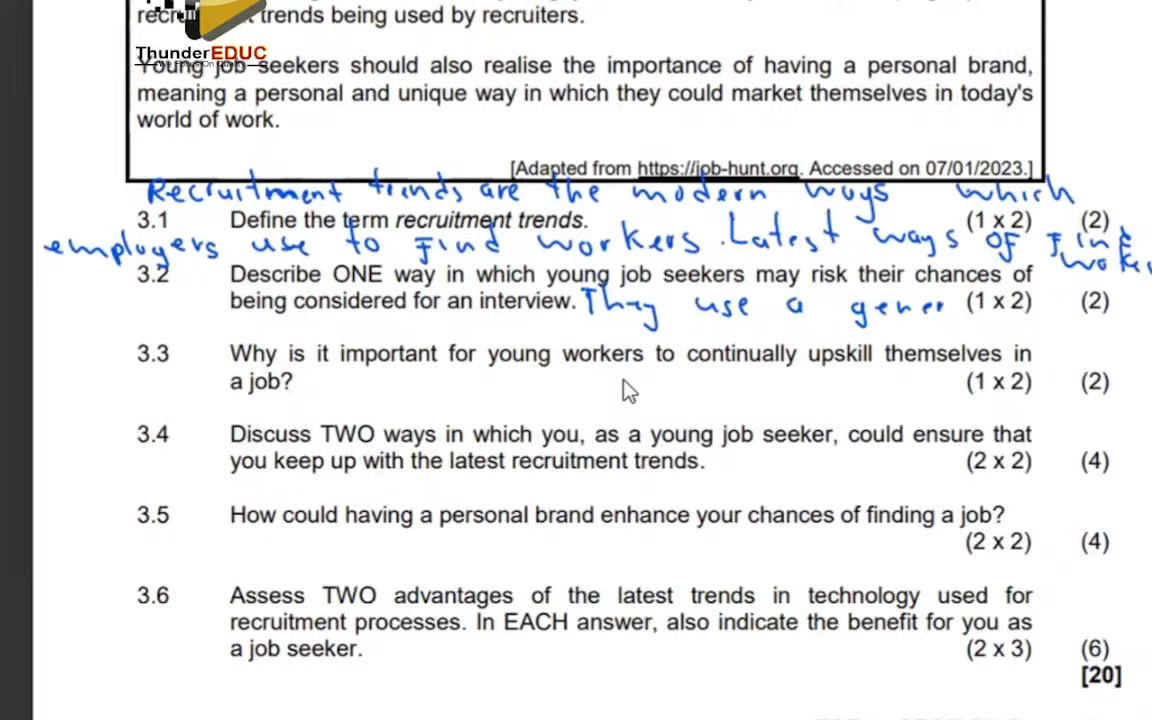 recruitment trends being used by recruiters.
ThunderEDUC
We Focus On Quality
Young job seekers should also realise the importance of having a personal brand,
meaning a personal and unique way in which they could market themselves in today's
world of work.
[Adapted from https://job-hunt.org. Accessed on 07/01/2023.]
Recruitment trends are the modern ways which
3.1 Define the term recruitment trends. (1 x 2) (2)
employers use to find workers. Latest ways of find
worker
3.2 Describe ONE way in which young job seekers may risk their chances of
being considered for an interview. (1 x 2) (2)
They use a gener
3.3 Why is it important for young workers to continually upskill themselves in
a job? (1 x 2) (2)
3.4 Discuss TWO ways in which you, as a young job seeker, could ensure that
you keep up with the latest recruitment trends. (2 x 2) (4)
3.5 How could having a personal brand enhance your chances of finding a job?
(2 x 2) (4)
3.6 Assess TWO advantages of the latest trends in technology used for
recruitment processes. In EACH answer, also indicate the benefit for you as
a job seeker. (2 x 3) (6)
[20]